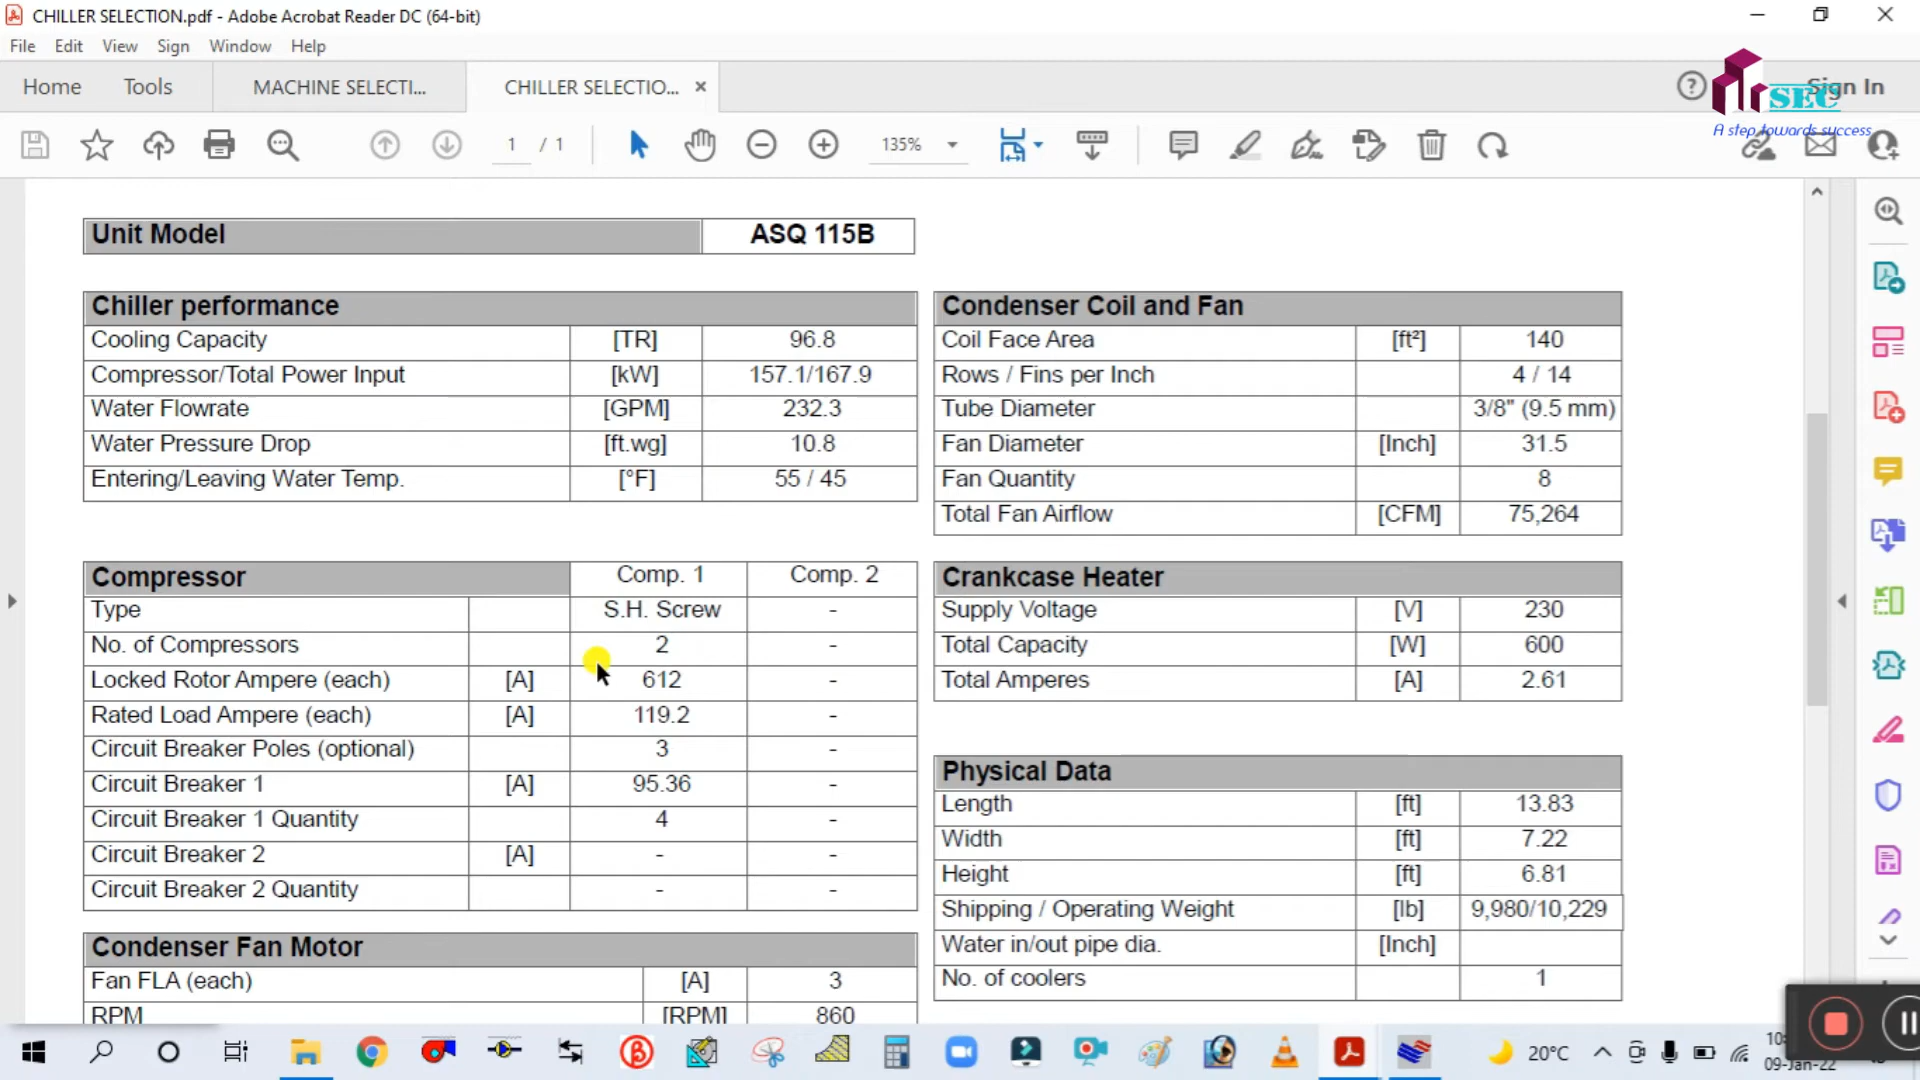 CHILLER SELECTION.pdf - Adobe Acrobat Reader DC (64-bit)
File Edit View Sign Window Help
Home Tools MACHINE SELECTI... CHILLER SELECTIO... × Sign In
SEC
A step towards success
1 / 1 135%
Unit Model ASQ 115B
Chiller performance
Cooling Capacity [TR] 96.8
Compressor/Total Power Input [kW] 157.1/167.9
Water Flowrate [GPM] 232.3
Water Pressure Drop [ft.wg] 10.8
Entering/Leaving Water Temp. [°F] 55 / 45
Condenser Coil and Fan
Coil Face Area [ft²] 140
Rows / Fins per Inch 4 / 14
Tube Diameter 3/8" (9.5 mm)
Fan Diameter [Inch] 31.5
Fan Quantity 8
Total Fan Airflow [CFM] 75,264
Compressor Comp. 1 Comp. 2
Type S.H. Screw -
No. of Compressors 2 -
Locked Rotor Ampere (each) [A] 612 -
Rated Load Ampere (each) [A] 119.2 -
Circuit Breaker Poles (optional) 3 -
Circuit Breaker 1 [A] 95.36 -
Circuit Breaker 1 Quantity 4 -
Circuit Breaker 2 [A] - -
Circuit Breaker 2 Quantity - -
Crankcase Heater
Supply Voltage [V] 230
Total Capacity [W] 600
Total Amperes [A] 2.61
Physical Data
Length [ft] 13.83
Width [ft] 7.22
Height [ft] 6.81
Shipping / Operating Weight [lb] 9,980/10,229
Water in/out pipe dia. [Inch]
No. of coolers 1
Condenser Fan Motor
Fan FLA (each) [A] 3
RPM [RPM] 860
20°C
09-Jan-22